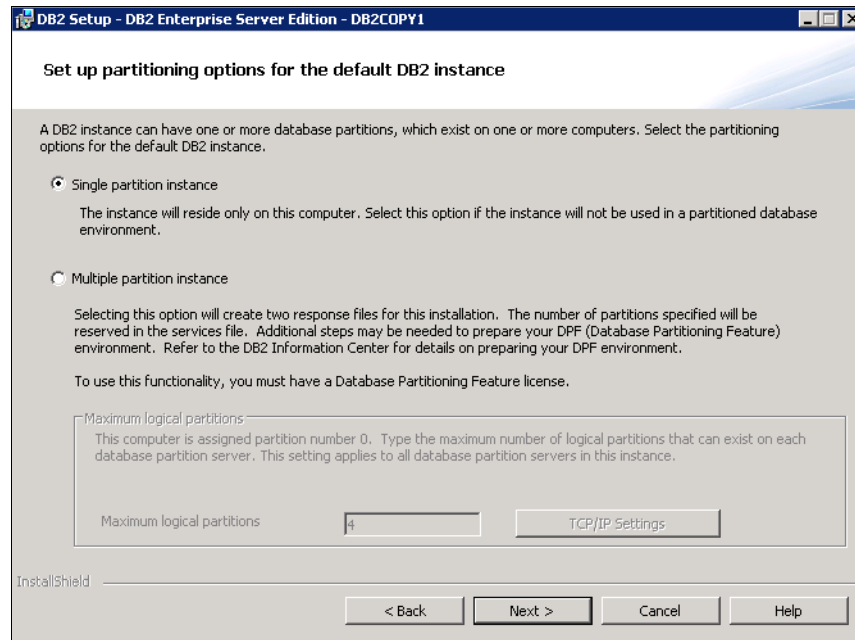 DB2 Setup - DB2 Enterprise Server Edition - DB2COPY1
Set up partitioning options for the default DB2 instance
A DB2 instance can have one or more database partitions, which exist on one or more computers. Select the partitioning
options for the default DB2 instance.
Single partition instance
The instance will reside only on this computer. Select this option if the instance will not be used in a partitioned database
environment.
Multiple partition instance
Selecting this option will create two response files for this installation. The number of partitions specified will be
reserved in the services file. Additional steps may be needed to prepare your DPF (Database Partitioning Feature)
environment. Refer to the DB2 Information Center for details on preparing your DPF environment.
To use this functionality, you must have a Database Partitioning Feature license.
Maximum logical partitions
This computer is assigned partition number 0. Type the maximum number of logical partitions that can exist on each
database partition server. This setting applies to all database partition servers in this instance.
Maximum logical partitions 4 TCP/IP Settings
InstallShield
< Back Next > Cancel Help